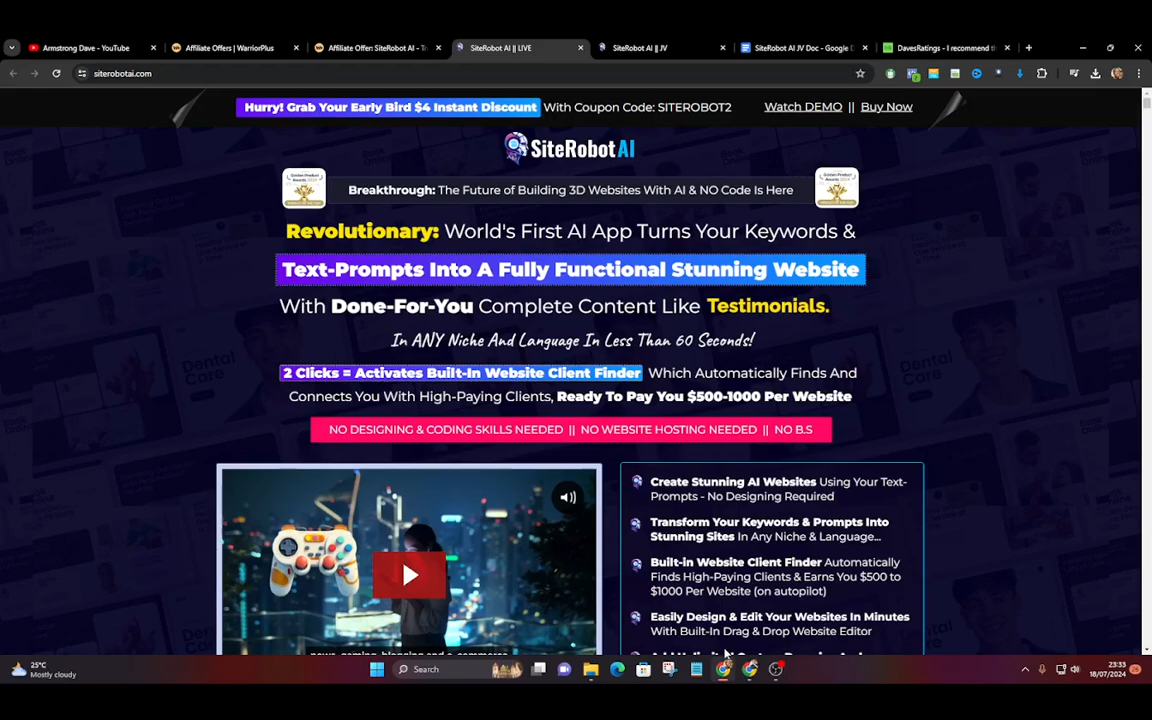 Armstrong Dave - YouTube
Affiliate Offers | WarriorPlus
Affiliate Offer: SiteRobot AI - Tr
SiteRobot AI || LIVE
SiteRobot AI || JV
SiteRobot AI JV Doc - Google D
DavesRatings - I recommend th
siterobotai.com
Hurry! Grab Your Early Bird $4 Instant Discount With Coupon Code: SITEROBOT2 Watch DEMO || Buy Now
SiteRobot AI
Breakthrough: The Future of Building 3D Websites With AI & NO Code Is Here
Revolutionary: World's First AI App Turns Your Keywords &
Text-Prompts Into A Fully Functional Stunning Website
With Done-For-You Complete Content Like Testimonials.
In ANY Niche And Language In Less Than 60 Seconds!
2 Clicks = Activates Built-In Website Client Finder Which Automatically Finds And
Connects You With High-Paying Clients, Ready To Pay You $500-1000 Per Website
NO DESIGNING & CODING SKILLS NEEDED || NO WEBSITE HOSTING NEEDED || NO B.S
Create Stunning AI Websites Using Your Text-
Prompts - No Designing Required
Transform Your Keywords & Prompts Into
Stunning Sites In Any Niche & Language...
Built-in Website Client Finder Automatically
Finds High-Paying Clients & Earns You $500 to
$1000 Per Website (on autopilot)
Easily Design & Edit Your Websites In Minutes
With Built-In Drag & Drop Website Editor
Dental
Care
25°C
Mostly cloudy
Search
23:33
18/07/2024